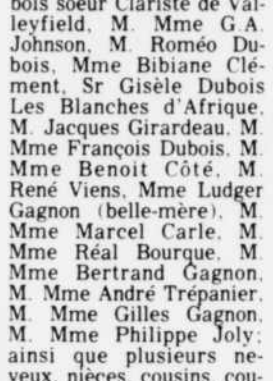 bois soeur Clariste de Val-
leyfield, M. Mme G.A.
Johnson, M. Roméo Du-
bois, Mme Bibiane Clé-
ment, Sr Gisèle Dubois
Les Blanches d'Afrique,
M. Jacques Girardeau, M.
Mme François Dubois, M.
Mme Benoit Côté, M.
René Viens, Mme Ludger
Gagnon (belle-mère), M.
Mme Marcel Carle, M.
Mme Réal Bourque, M.
Mme Bertrand Gagnon,
M. Mme André Trépanier,
M. Mme Gilles Gagnon,
M. Mme Philippe Joly;
ainsi que plusieurs ne-
veux, nièces, cousins, cou-